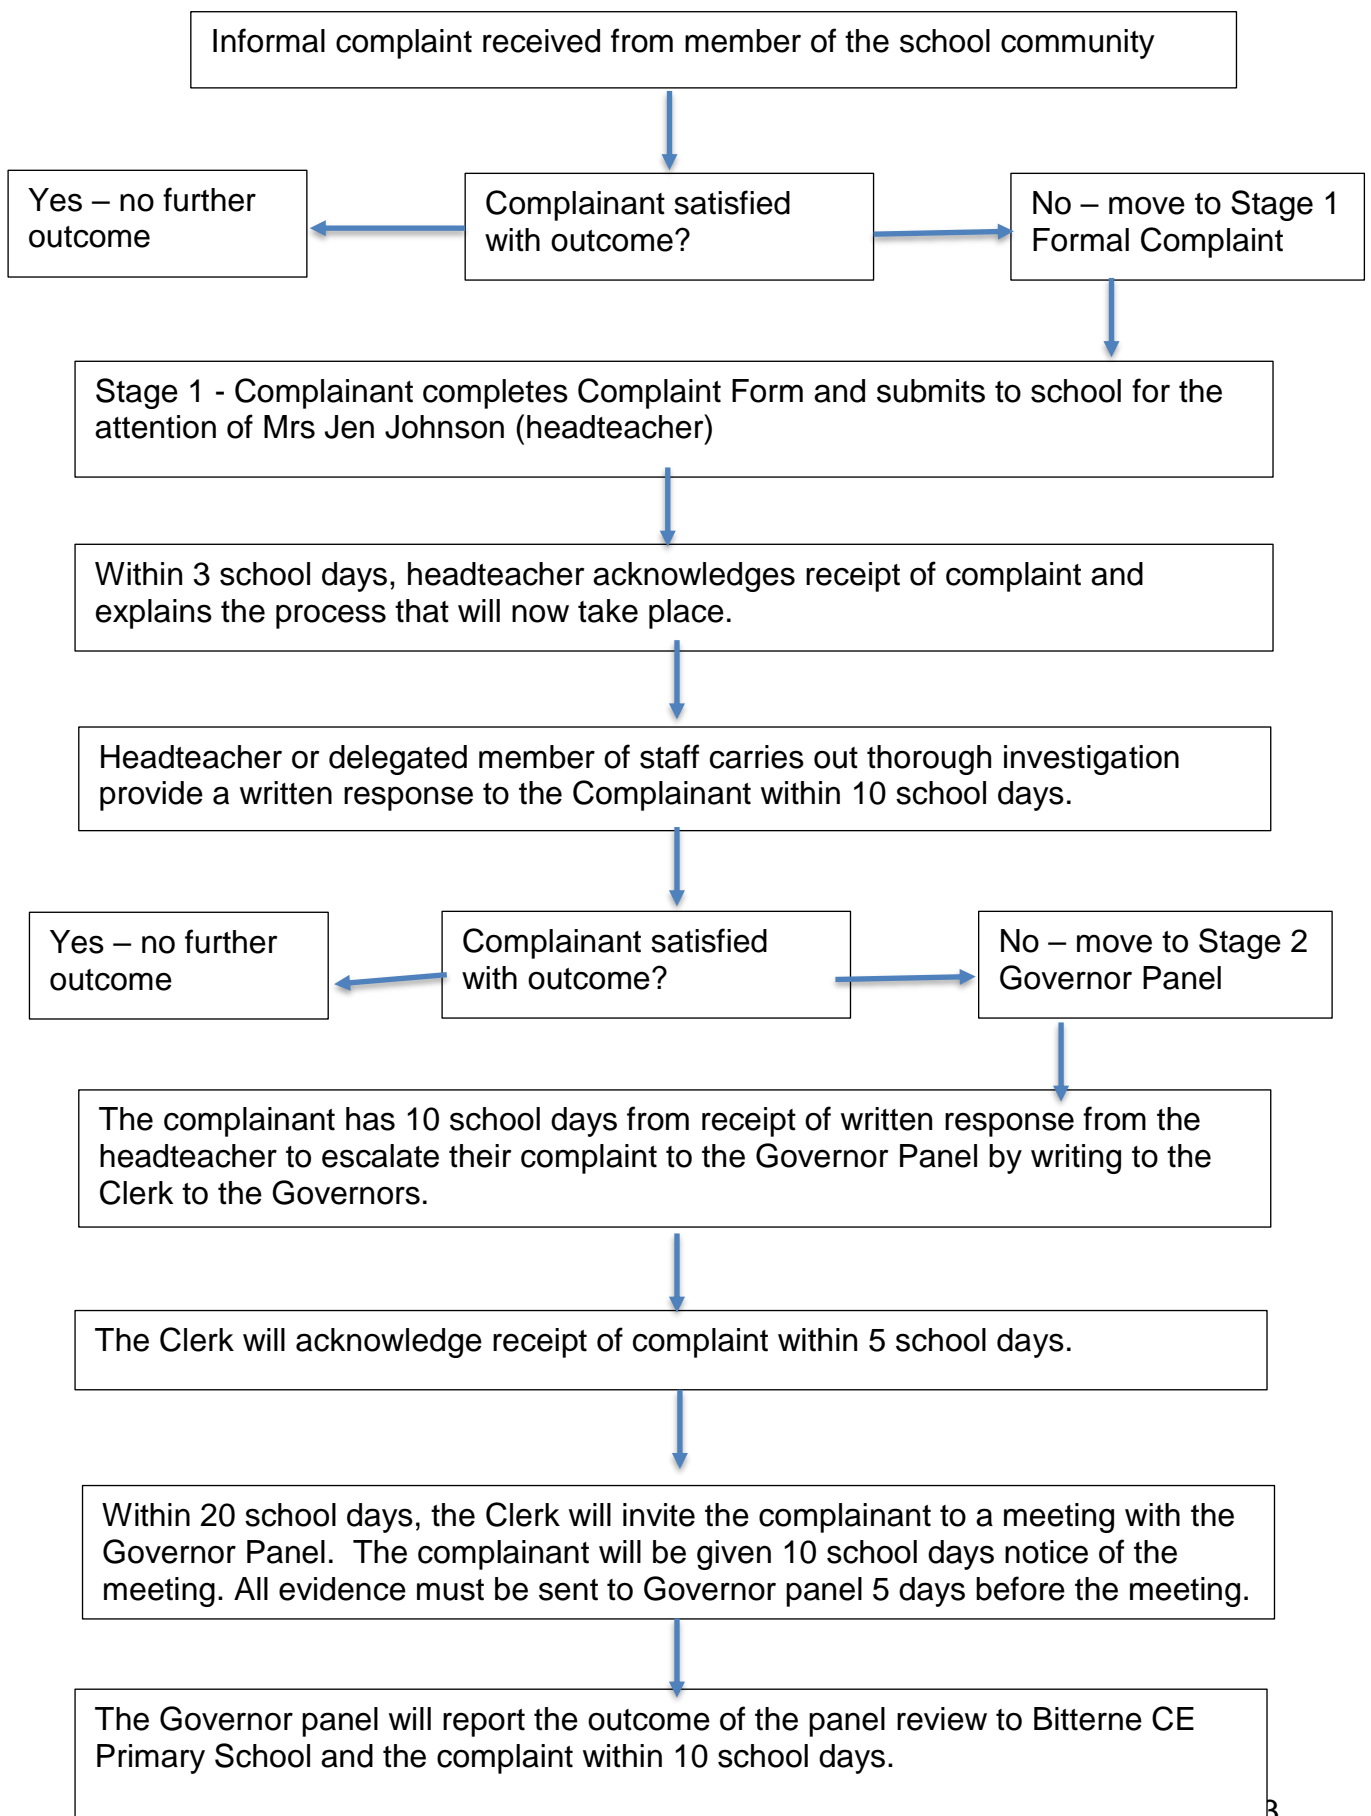 Informal complaint received from member of the school community
Yes – no further
outcome
Complainant satisfied
with outcome?
No – move to Stage 1
Formal Complaint
Stage 1 - Complainant completes Complaint Form and submits to school for the
attention of Mrs Jen Johnson (headteacher)
Within 3 school days, headteacher acknowledges receipt of complaint and
explains the process that will now take place.
Headteacher or delegated member of staff carries out thorough investigation
provide a written response to the Complainant within 10 school days.
Yes – no further
outcome
Complainant satisfied
with outcome?
No – move to Stage 2
Governor Panel
The complainant has 10 school days from receipt of written response from the
headteacher to escalate their complaint to the Governor Panel by writing to the
Clerk to the Governors.
The Clerk will acknowledge receipt of complaint within 5 school days.
Within 20 school days, the Clerk will invite the complainant to a meeting with the
Governor Panel.  The complainant will be given 10 school days notice of the
meeting. All evidence must be sent to Governor panel 5 days before the meeting.
The Governor panel will report the outcome of the panel review to Bitterne CE
Primary School and the complaint within 10 school days.